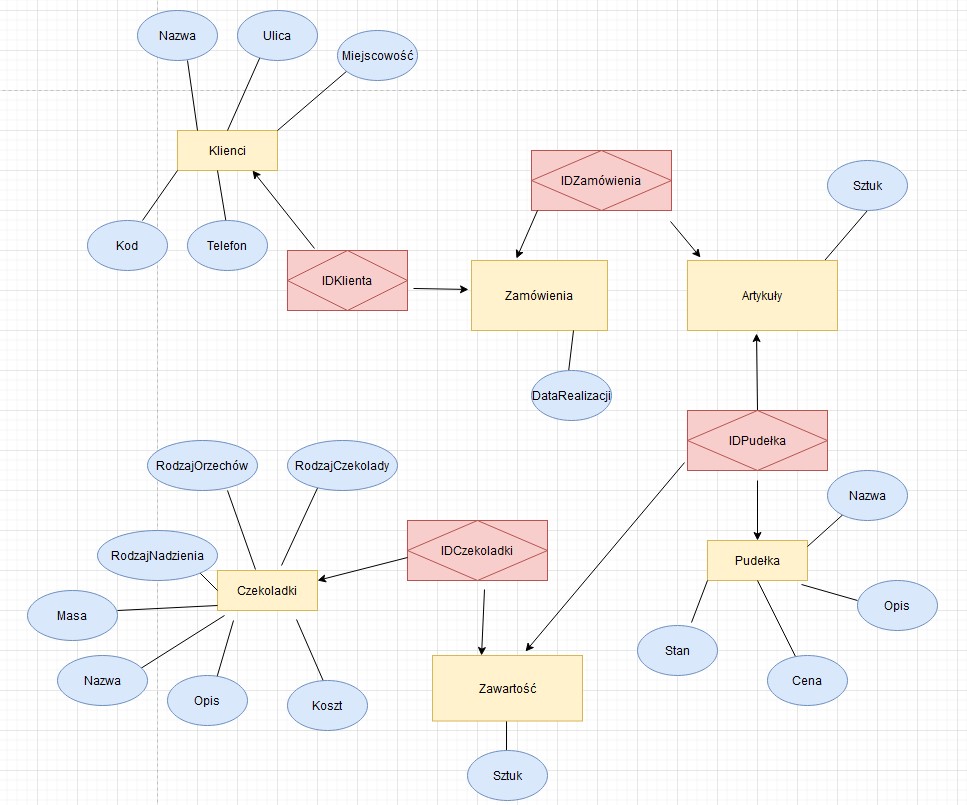 Nazwa
Ulica
Miejscowość
Klienci
Kod
Telefon
IDKlienta
IDZamówienia
Sztuk
Zamówienia
Artykuły
DataRealizacji
IDPudełka
RodzajOrzechów
RodzajCzekolady
Nazwa
RodzajNadzienia
IDCzekoladki
Pudełka
Czekoladki
Masa
Opis
Stan
Nazwa
Opis
Koszt
Zawartość
Cena
Sztuk